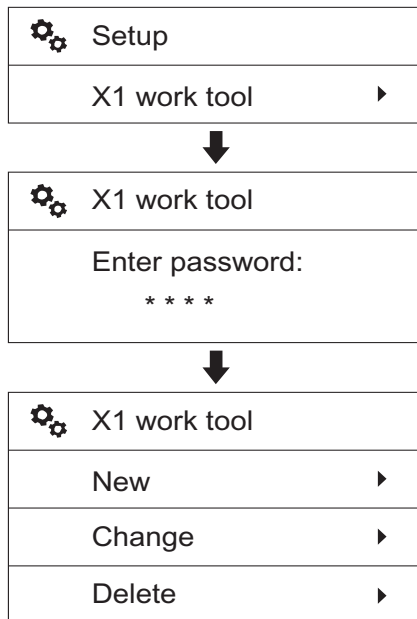 Setup
X1 work tool
X1 work tool
Enter password:
* * * *
X1 work tool
New
Change
Delete